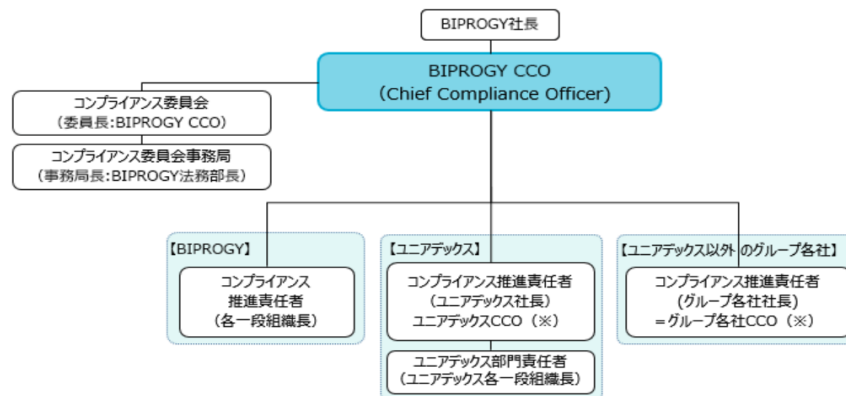 BIPROGY社長
BIPROGY CCO
(Chief Compliance Officer)
コンプライアンス委員会
(委員長:BIPROGY CCO)
コンプライアンス委員会事務局
(事務局長:BIPROGY法務部長)
【BIPROGY】
コンプライアンス
推進責任者
(各一段組織長)
【ユニアデックス】
コンプライアンス推進責任者
(ユニアデックス社長)
ユニアデックスCCO(※)
ユニアデックス部門責任者
(ユニアデックス各一段組織長)
【ユニアデックス以外のグループ各社】
コンプライアンス推進責任者
(グループ各社社長)
=グループ各社CCO(※)